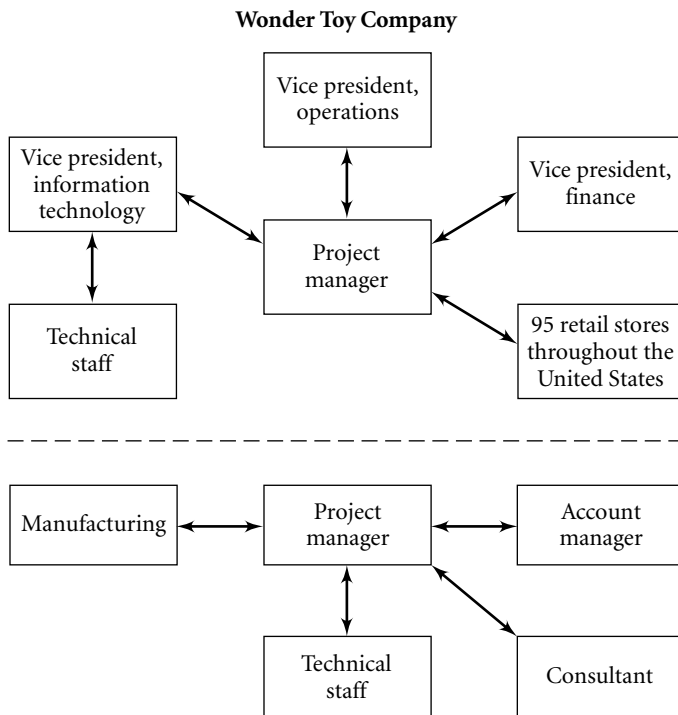 Wonder Toy Company
Vice president,
operations
Vice president,
information
technology
Vice president,
finance
Project
manager
Technical
staff
95 retail stores
throughout the
United States
Manufacturing
Project
manager
Account
manager
Technical
staff
Consultant